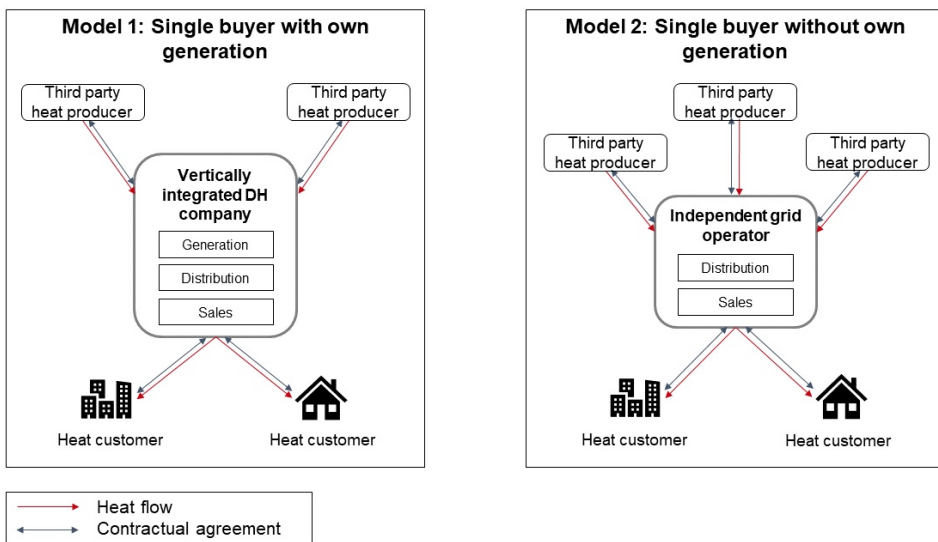 Model 1: Single buyer with own
generation
Third party
heat producer
Third party
heat producer
Vertically
integrated DH
company
Generation
Distribution
Sales
Heat customer
Heat customer
Model 2: Single buyer without own
generation
Third party
heat producer
Third party
heat producer
Third party
heat producer
Independent grid
operator
Distribution
Sales
Heat customer
Heat customer
Heat flow
Contractual agreement